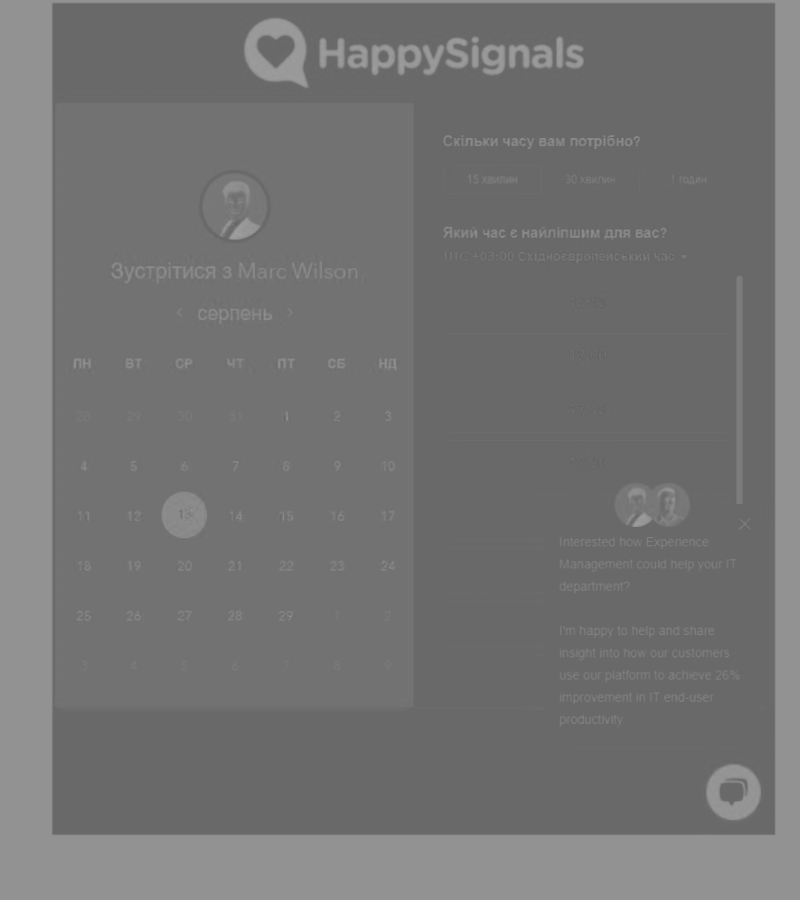 HappySignals
Зустрітися з Marc Wilson
серпень
ПН ВТ СР ЧТ ПТ СБ НД
28 29 30 31 1 2 3
4 5 6 7 8 9 10
11 12 13 14 15 16 17
18 19 20 21 22 23 24
25 26 27 28 29 1 2
3 4 5 6 7 8 9
Скільки часу вам потрібно?
15 хвилин 30 хвилин 1 годин
Який час є найліпшим для вас?
UTC +03:00 Східноєвропейський час
Interested how Experience
Management could help your IT
department?
I'm happy to help and share
insight into how our customers
use our platform to achieve 26%
improvement in IT end-user
productivity